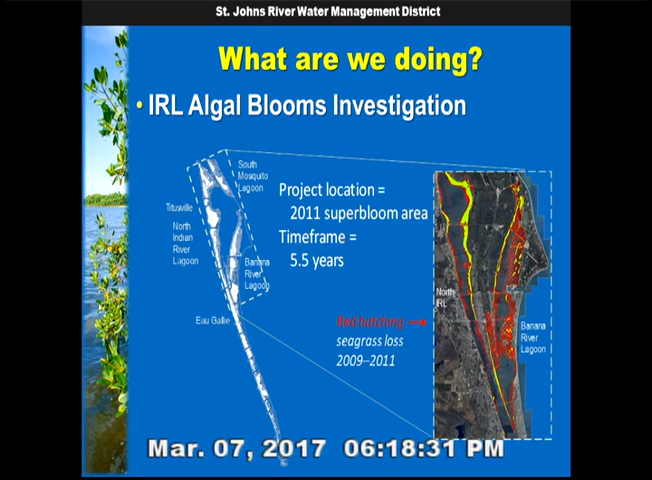 St. Johns River Water Management District
What are we doing?
• IRL Algal Blooms Investigation
South
Mosquito
Lagoon
Titusville
North
Indian
River
Lagoon
Banana
River
Lagoon
Eau Gallie
Project location =
2011 superbloom area
Timeframe =
5.5 years
Red hatching
seagrass loss
2009–2011
North
IRL
Banana
River
Lagoon
Mar. 07, 2017 06:18:31 PM